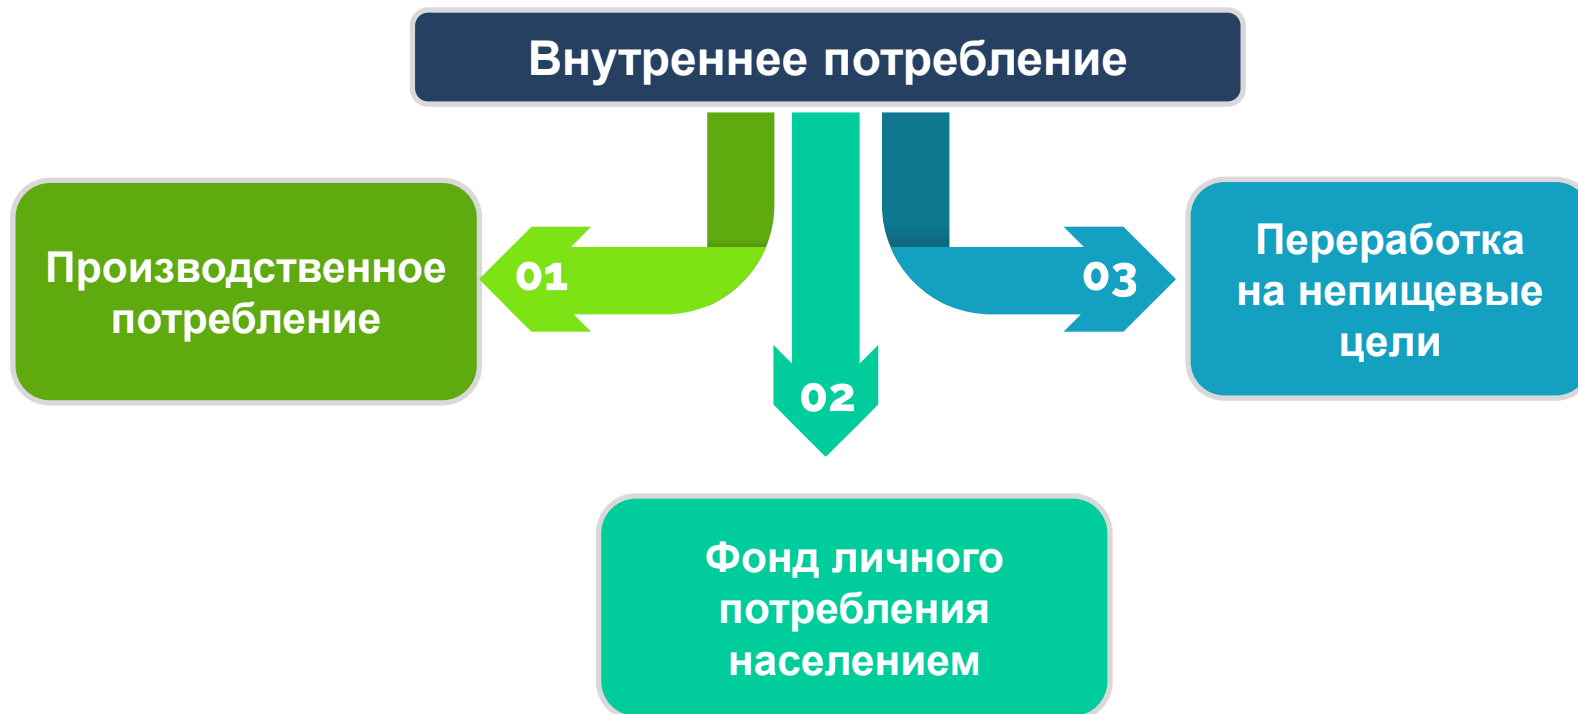 Внутреннее потребление
Производственное
потребление
01
02
03
Переработка
на непищевые
цели
Фонд личного
потребления
населением